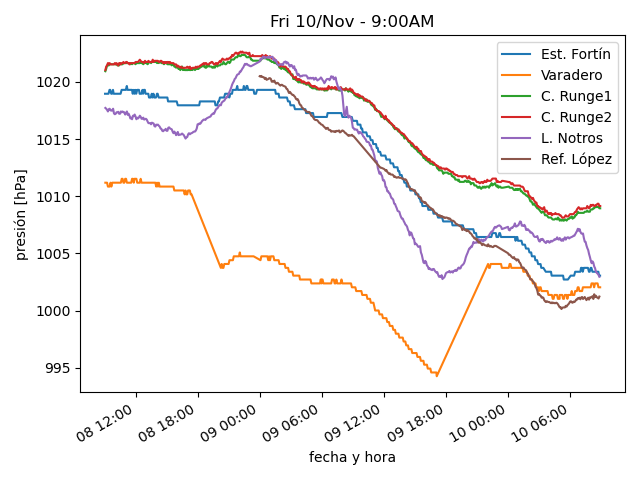 Fri 10/Nov - 9:00AM
presión [hPa]
1020
1015
1010
1005
1000
995
Est. Fortín
Varadero
C. Runge1
C. Runge2
L. Notros
Ref. López
08 12:00
08 18:00
09 00:00
09 06:00
09 12:00
09 18:00
10 00:00
10 06:00
fecha y hora